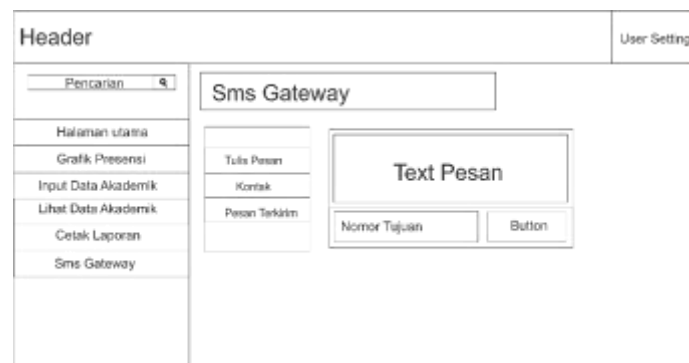 Header
User Setting
Pencarian
Halaman utama
Grafik Presensi
Input Data Akademik
Lihat Data Akademik
Cetak Laporan
Sms Gateway
Sms Gateway
Tulis Pesan
Kontak
Pesan Terkirim
Text Pesan
Nomor Tujuan
Button